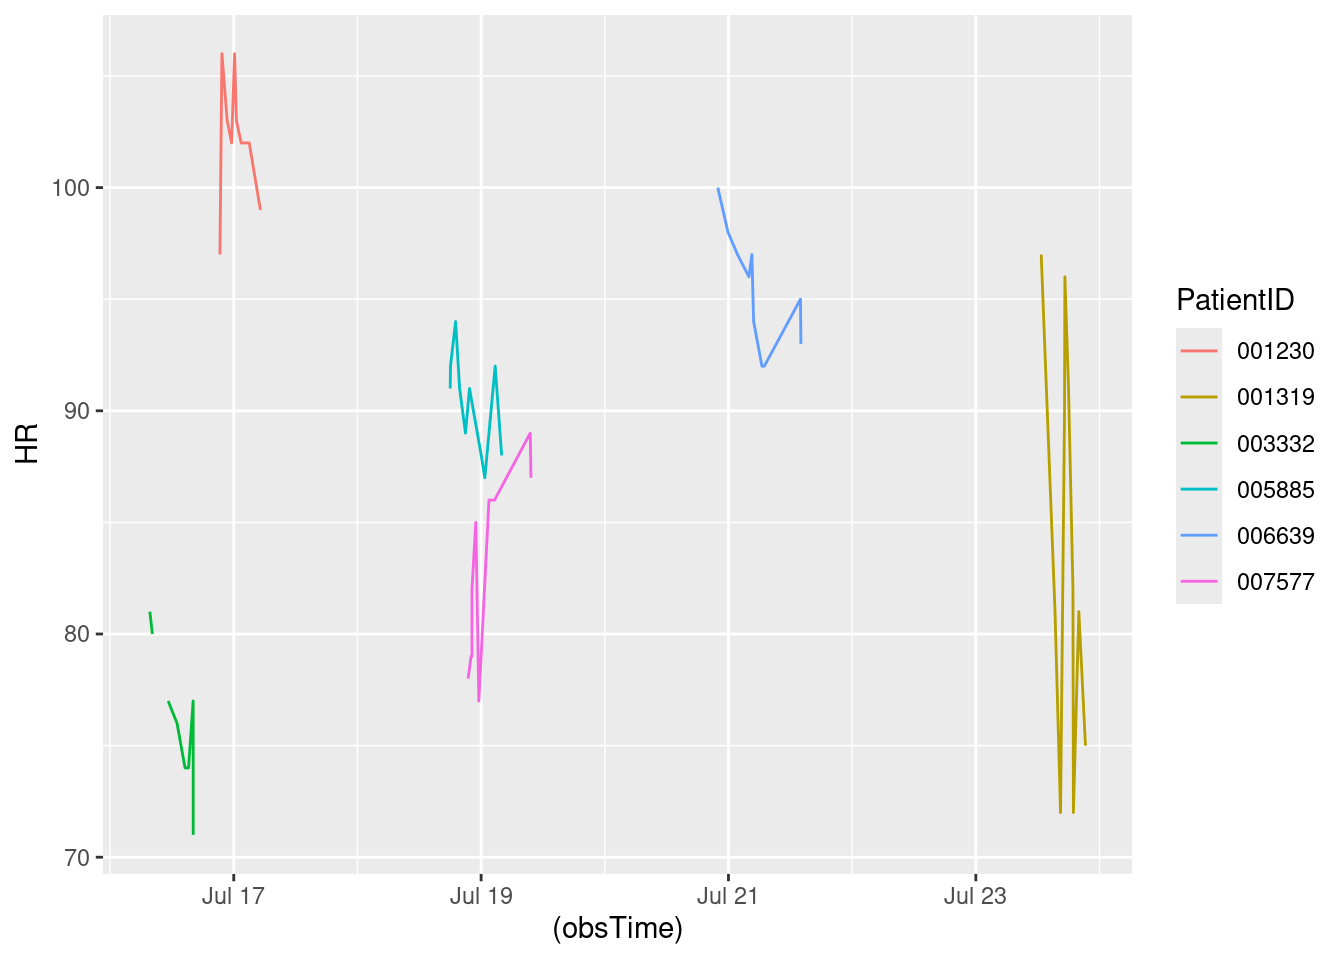 100
90
80
70
HR
Jul 17
Jul 19
Jul 21
Jul 23
(obsTime)
PatientID
001230
001319
003332
005885
006639
007577